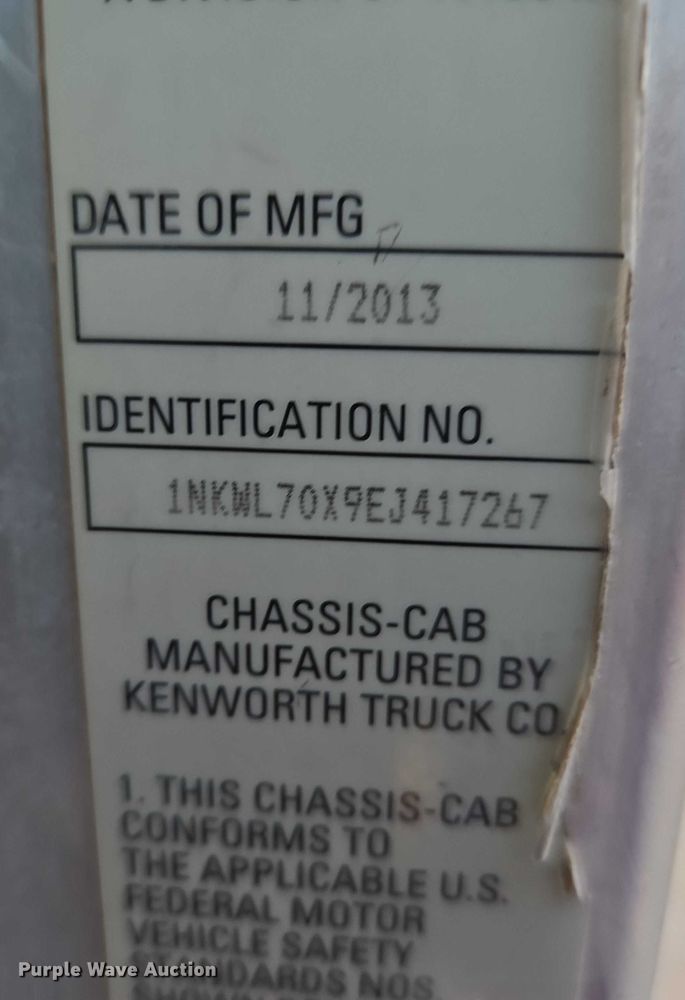 DATE OF MFG
11/2013
IDENTIFICATION NO.
1NKWL70X9EJ417267
CHASSIS-CAB
MANUFACTURED BY
KENWORTH TRUCK CO.
1. THIS CHASSIS-CAB
CONFORMS TO
THE APPLICABLE U.S.
FEDERAL MOTOR
VEHICLE SAFETY
NOS.
Purple Wave Auction